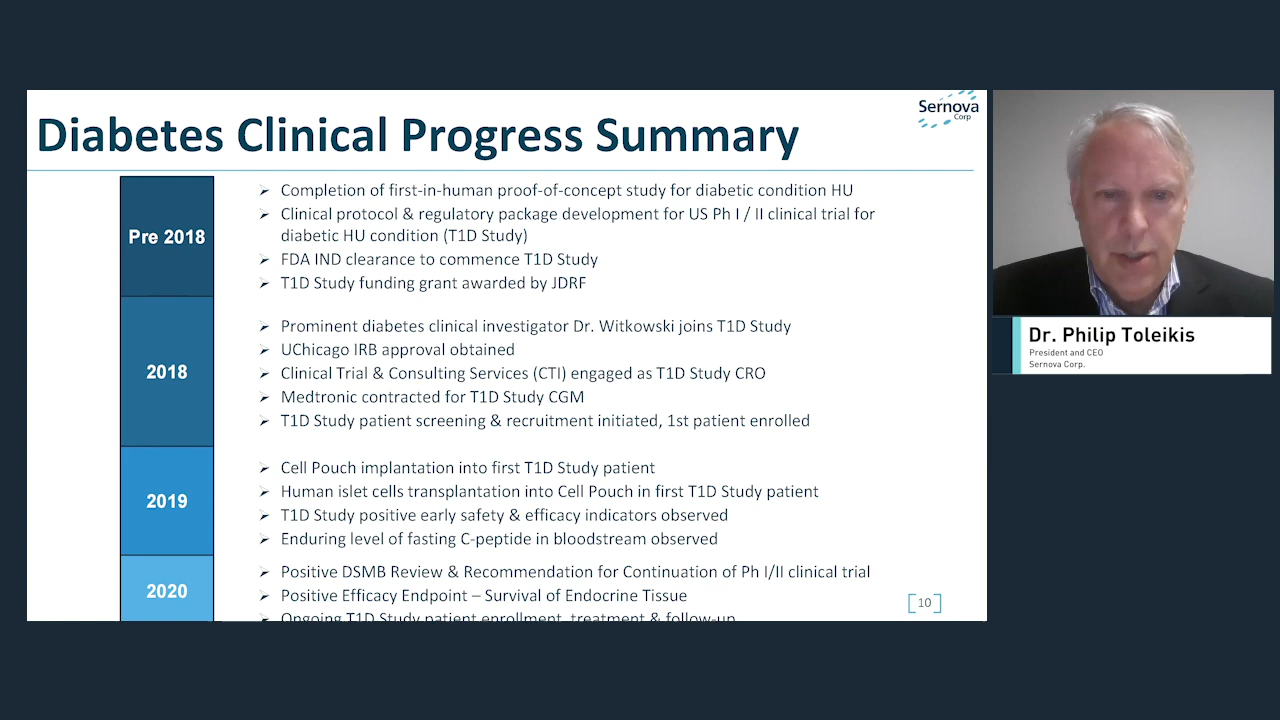 Diabetes Clinical Progress Summary
Sernova
Corp
Pre 2018
Completion of first-in-human proof-of-concept study for diabetic condition HU
Clinical protocol & regulatory package development for US Ph I / II clinical trial for
diabetic HU condition (T1D Study)
FDA IND clearance to commence T1D Study
T1D Study funding grant awarded by JDRF
2018
Prominent diabetes clinical investigator Dr. Witkowski joins T1D Study
UChicago IRB approval obtained
Clinical Trial & Consulting Services (CTI) engaged as T1D Study CRO
Medtronic contracted for T1D Study CGM
T1D Study patient screening & recruitment initiated, 1st patient enrolled
2019
Cell Pouch implantation into first T1D Study patient
Human islet cells transplantation into Cell Pouch in first T1D Study patient
T1D Study positive early safety & efficacy indicators observed
Enduring level of fasting C-peptide in bloodstream observed
2020
Positive DSMB Review & Recommendation for Continuation of Ph I/II clinical trial
Positive Efficacy Endpoint – Survival of Endocrine Tissue
Ongoing T1D Study patient enrollment, treatment & follow-up
10
Dr. Philip Toleikis
President and CEO
Sernova Corp.